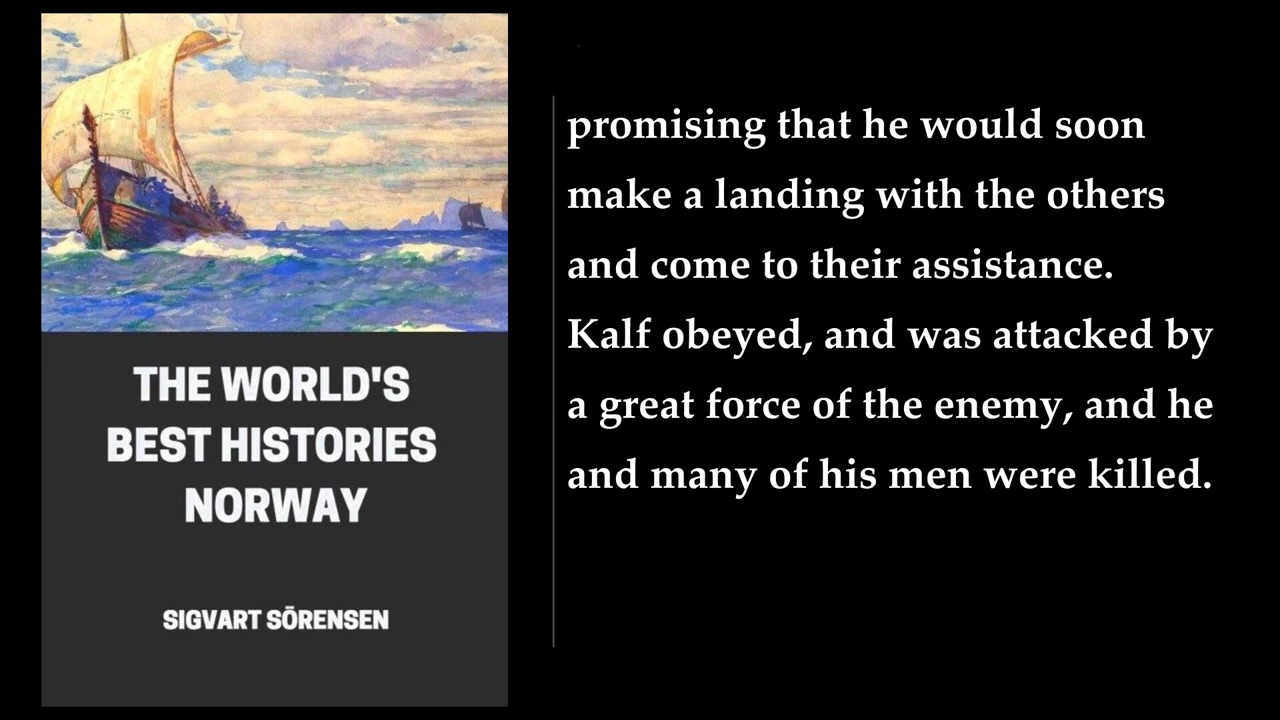 THE WORLD'S
BEST HISTORIES
NORWAY
SIGVART SÖRENSEN
promising that he would soon
make a landing with the others
and come to their assistance.
Kalf obeyed, and was attacked by
a great force of the enemy, and he
and many of his men were killed.